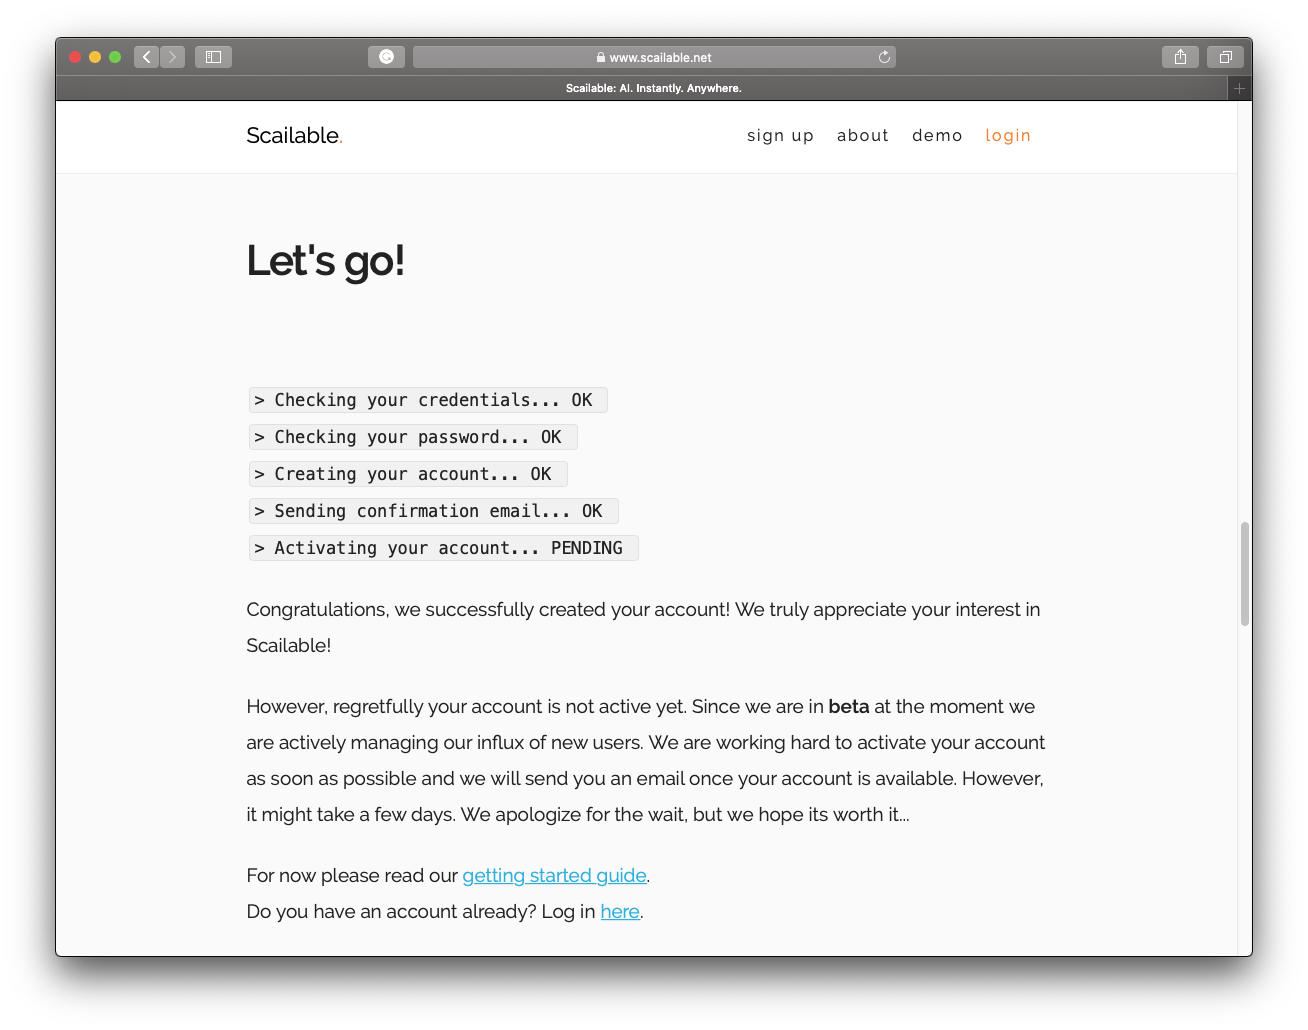 www.scailable.net
Scailable: AI. Instantly. Anywhere.
Scailable.
sign up about demo login
Let's go!
> Checking your credentials... OK
> Checking your password... OK
> Creating your account... OK
> Sending confirmation email... OK
> Activating your account... PENDING
Congratulations, we successfully created your account! We truly appreciate your interest in
Scailable!
However, regretfully your account is not active yet. Since we are in beta at the moment we
are actively managing our influx of new users. We are working hard to activate your account
as soon as possible and we will send you an email once your account is available. However,
it might take a few days. We apologize for the wait, but we hope its worth it...
For now please read our getting started guide.
Do you have an account already? Log in here.